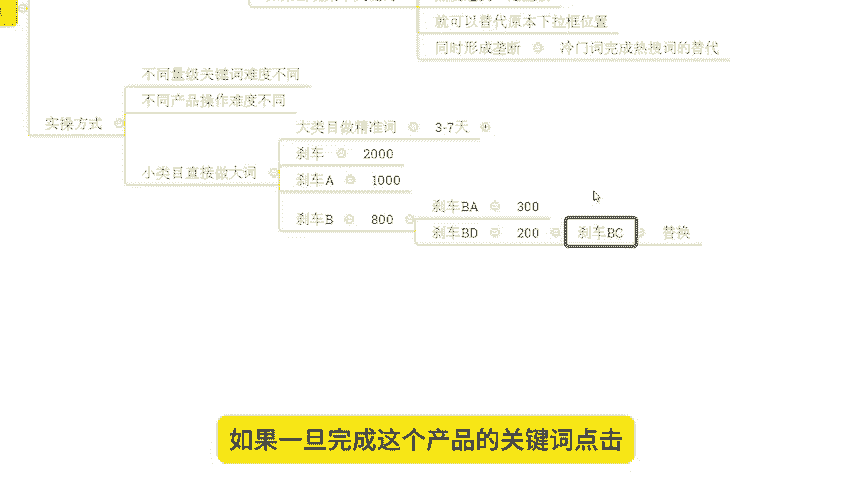 就可以替代原本下拉框位置
同时形成垄断 冷门词完成热搜词的替代
不同量级关键词难度不同
不同产品操作难度不同
实操方式
大类目做精准词 3-7天
刹车 2000
小类目直接做大词
刹车A 1000
刹车B 800
刹车BA 300
刹车BD 200 刹车BC 替换
如果一旦完成这个产品的关键词点击